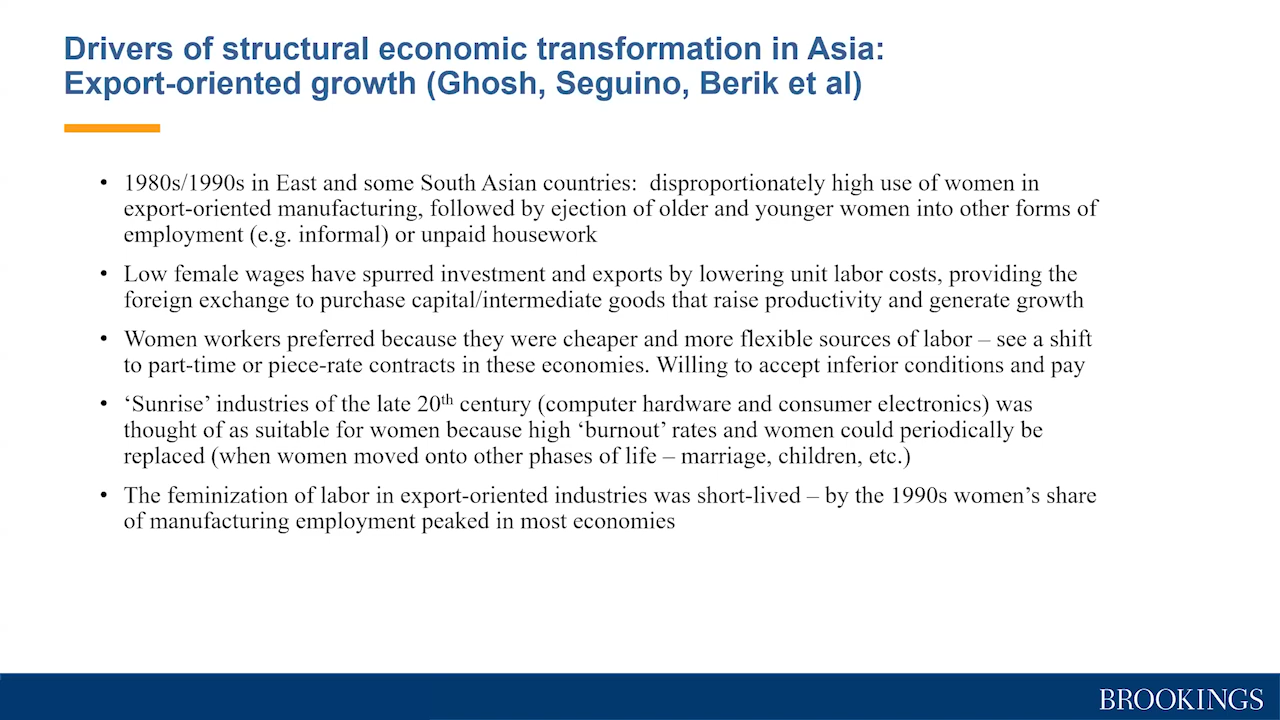 Drivers of structural economic transformation in Asia:
Export-oriented growth (Ghosh, Seguino, Berik et al)
• 1980s/1990s in East and some South Asian countries:  disproportionately high use of women in
export-oriented manufacturing, followed by ejection of older and younger women into other forms of
employment (e.g. informal) or unpaid housework
• Low female wages have spurred investment and exports by lowering unit labor costs, providing the
foreign exchange to purchase capital/intermediate goods that raise productivity and generate growth
• Women workers preferred because they were cheaper and more flexible sources of labor – see a shift
to part-time or piece-rate contracts in these economies. Willing to accept inferior conditions and pay
• ‘Sunrise’ industries of the late 20th century (computer hardware and consumer electronics) was
thought of as suitable for women because high ‘burnout’ rates and women could periodically be
replaced (when women moved onto other phases of life – marriage, children, etc.)
• The feminization of labor in export-oriented industries was short-lived – by the 1990s women’s share
of manufacturing employment peaked in most economies
BROOKINGS